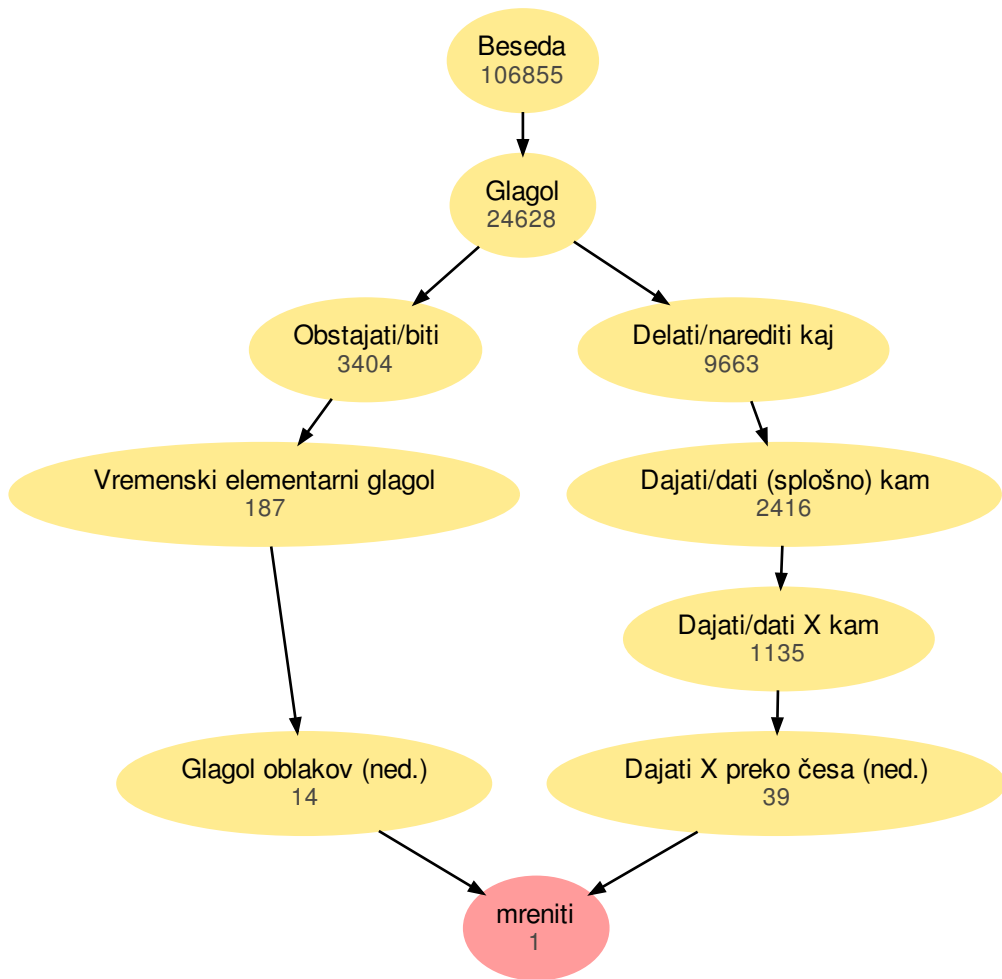 Beseda
106855
Glagol
24628
Obstajati/biti
3404
Delati/narediti kaj
9663
Vremenski elementarni glagol
187
Dajati/dati (splošno) kam
2416
Dajati/dati X kam
1135
Glagol oblakov (ned.)
14
Dajati X preko česa (ned.)
39
mreniti
1